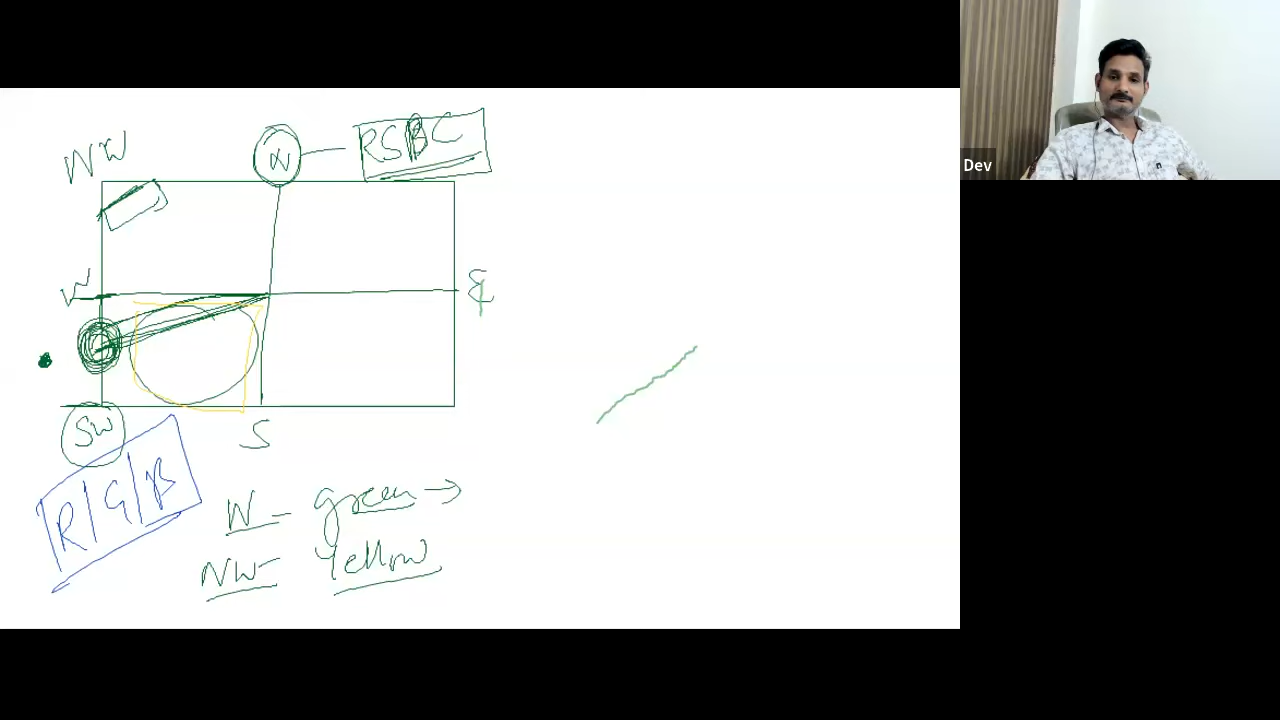 NW
N
RSBC
W
E
Dev
SW
S
R/G/B
W- green →
NW- Yellow